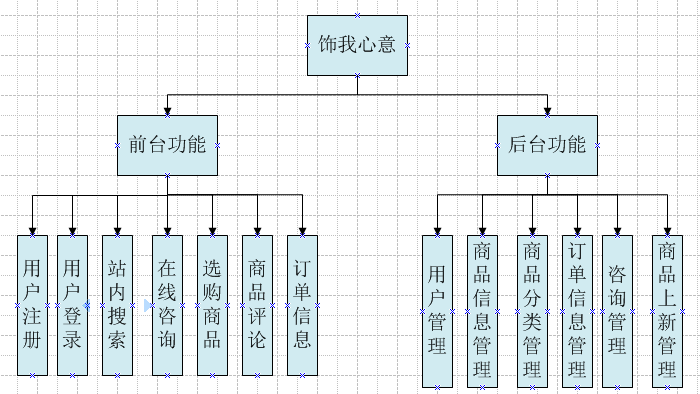 饰我心意
前台功能
后台功能
用户注册
用户登录
站内搜索
在线咨询
选购商品
商品评论
订单信息
用户管理
商品信息管理
商品分类管理
订单信息管理
咨询管理
商品上新管理